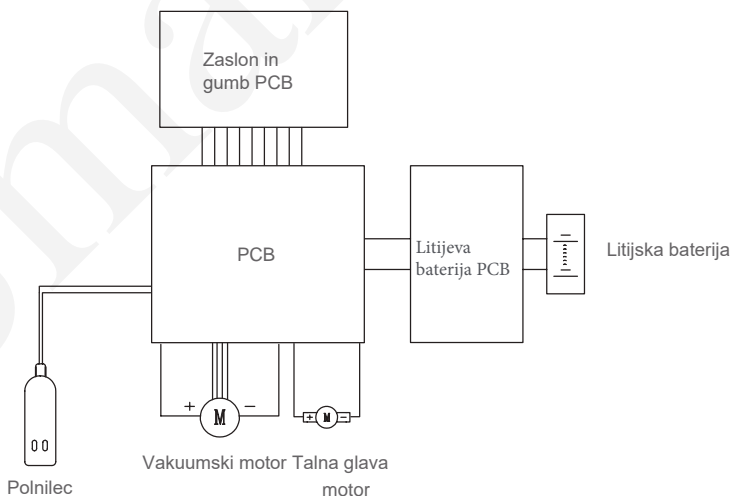 Zaslon in
gumb PCB
PCB
Litijeva
baterija PCB
Litijska baterija
+ M −
+ M −
Vakuumski motor
Talna glava
motor
Polnilec